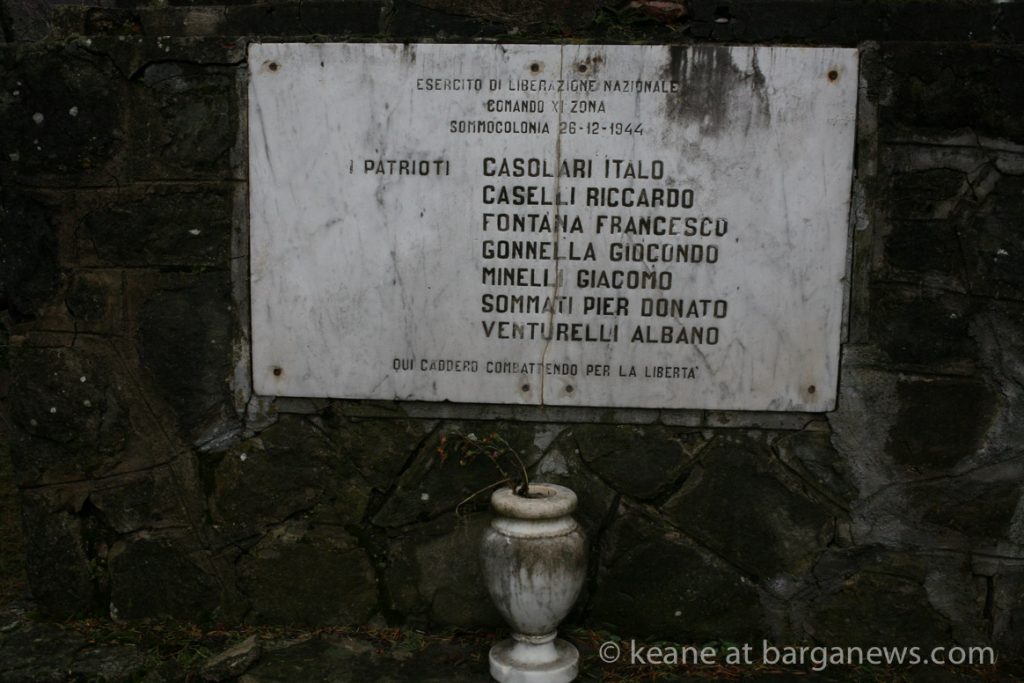 ESERCITO DI LIBERAZIONE NAZIONALE
COMANDO XI ZONA
SOMMOCOLONIA 26-12-1944
I PATRIOTI CASOLARI ITALO
CASELLI RICCARDO
FONTANA FRANCESCO
GONNELLA GIOCONDO
MINELLI GIACOMO
SOMMATI PIER DONATO
VENTURELLI ALBANO
QUI CADDERO COMBATTENDO PER LA LIBERTA'
© keane at barganews.com